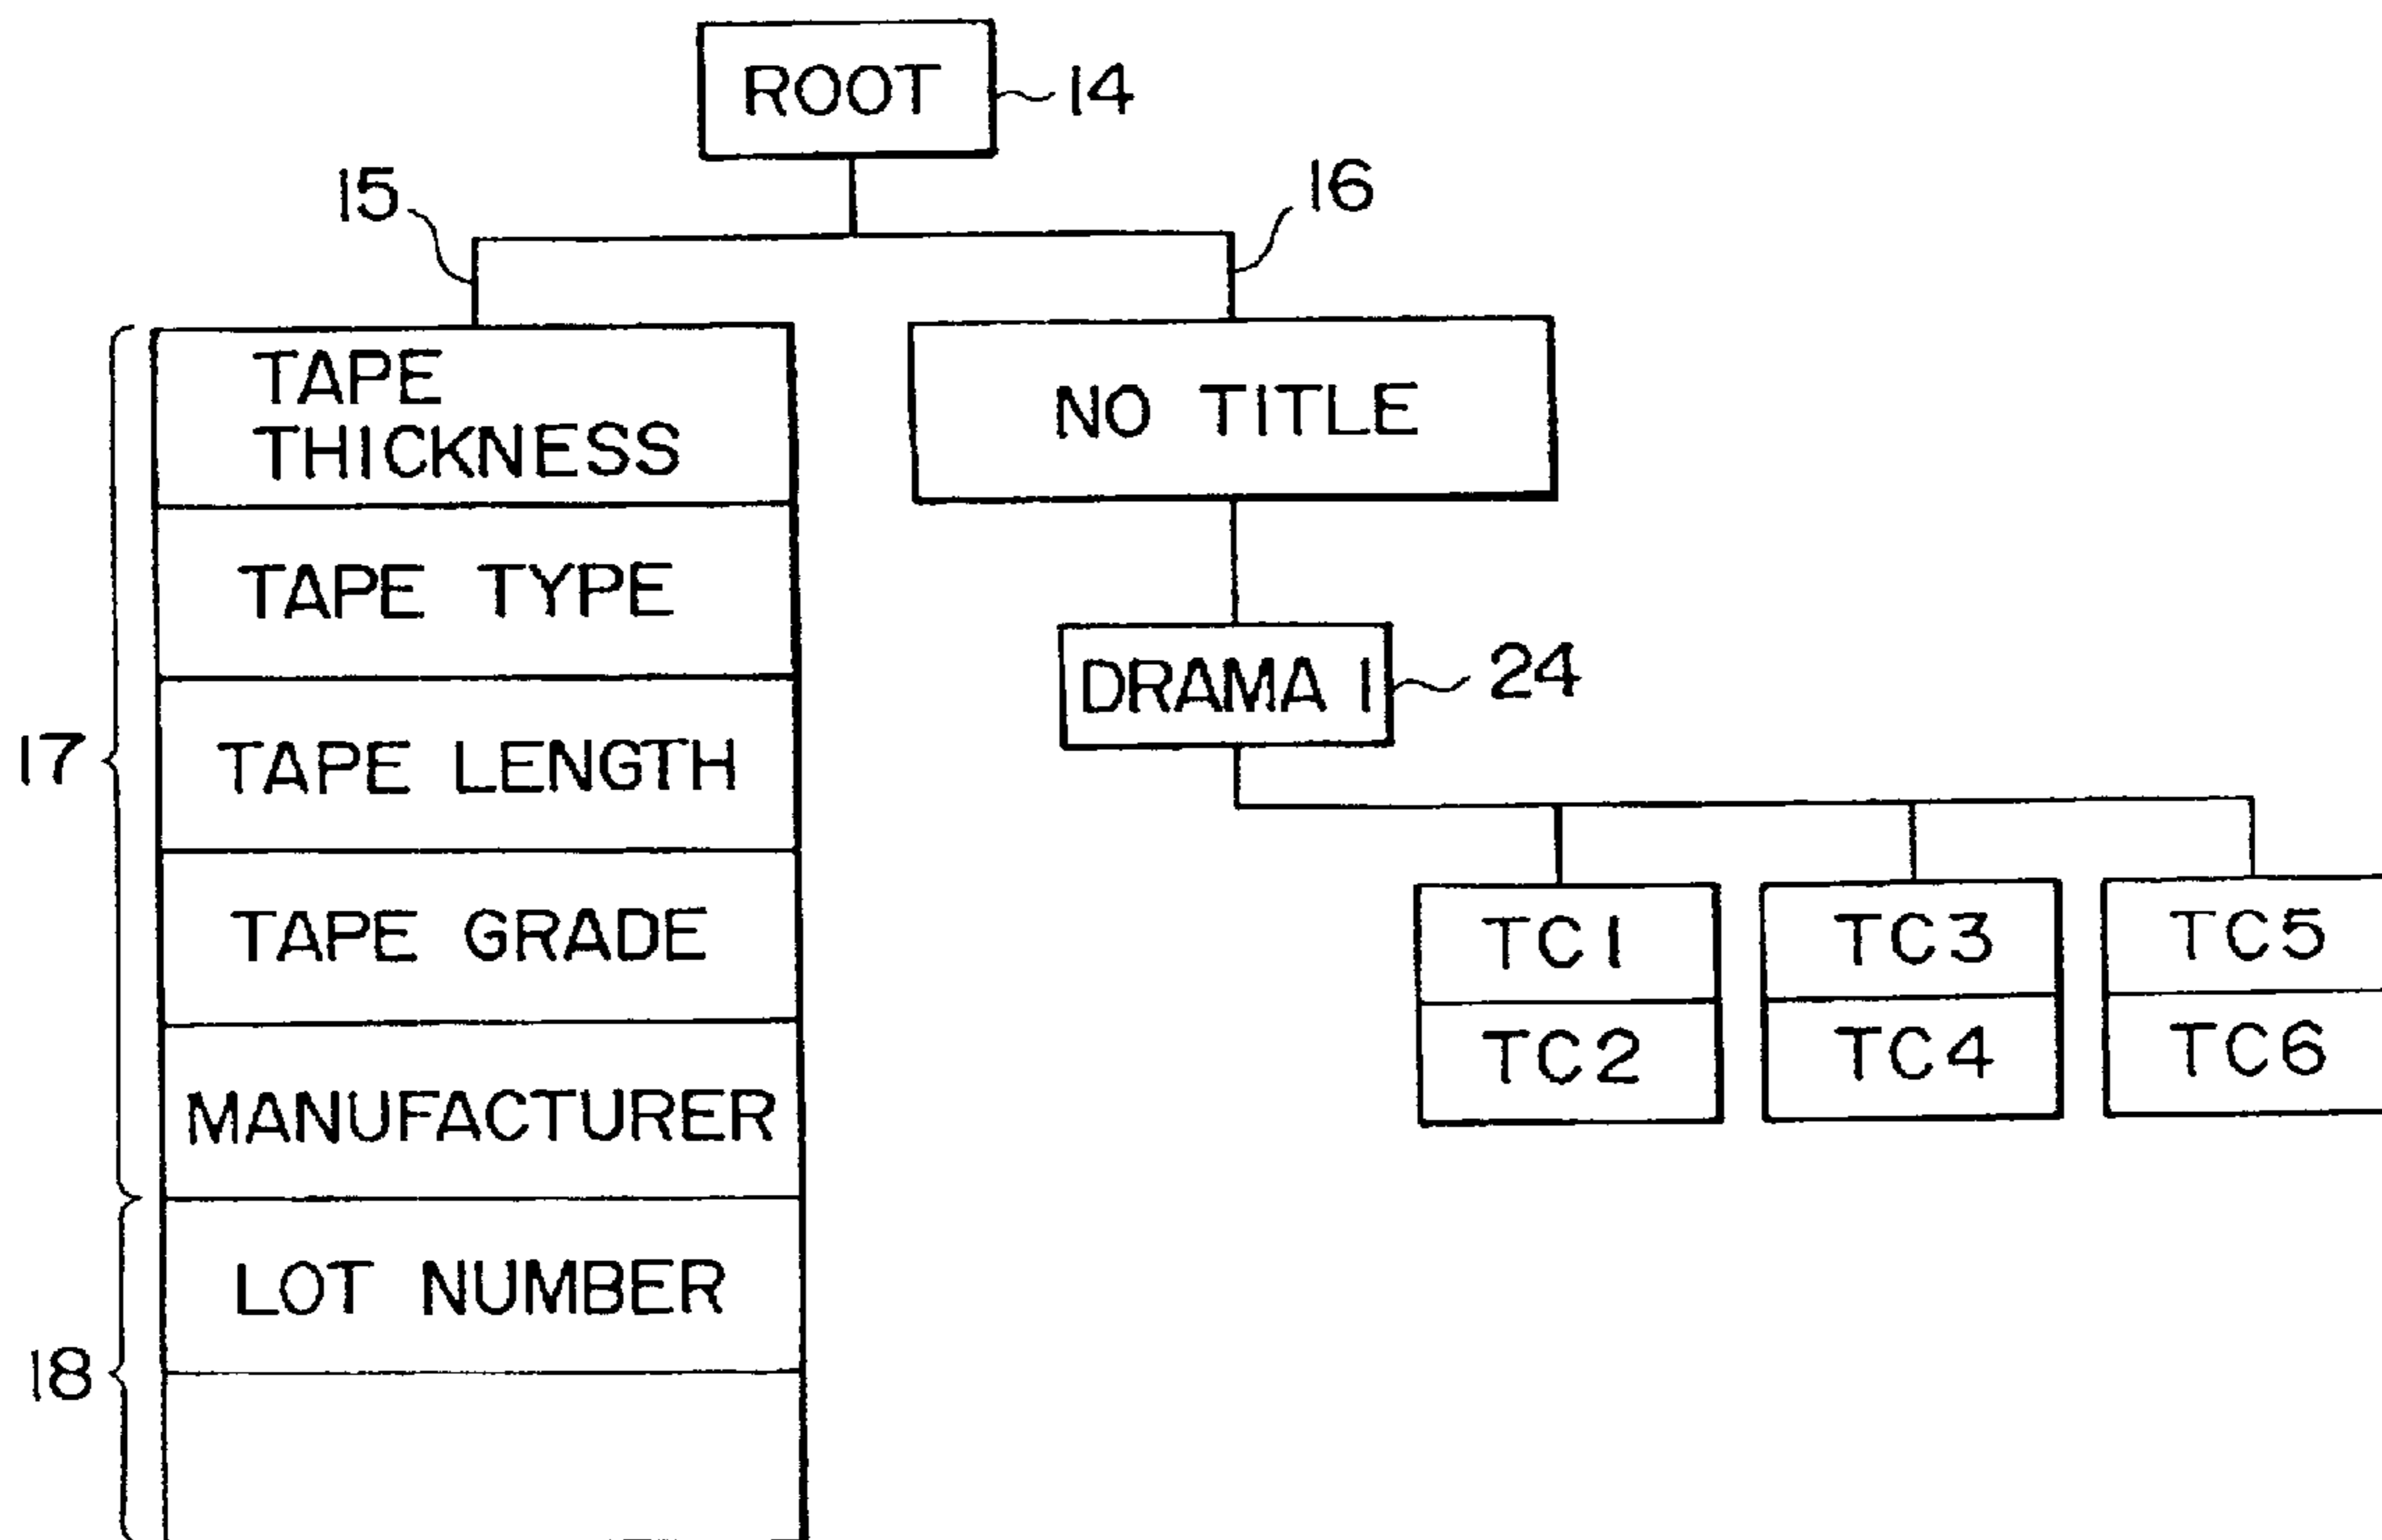 ROOT
14
15
16
TAPE
THICKNESS
NO TITLE
TAPE TYPE
DRAMA 1
24
17
TAPE LENGTH
TAPE GRADE
TC1
TC3
TC5
TC2
TC4
TC6
MANUFACTURER
LOT NUMBER
18